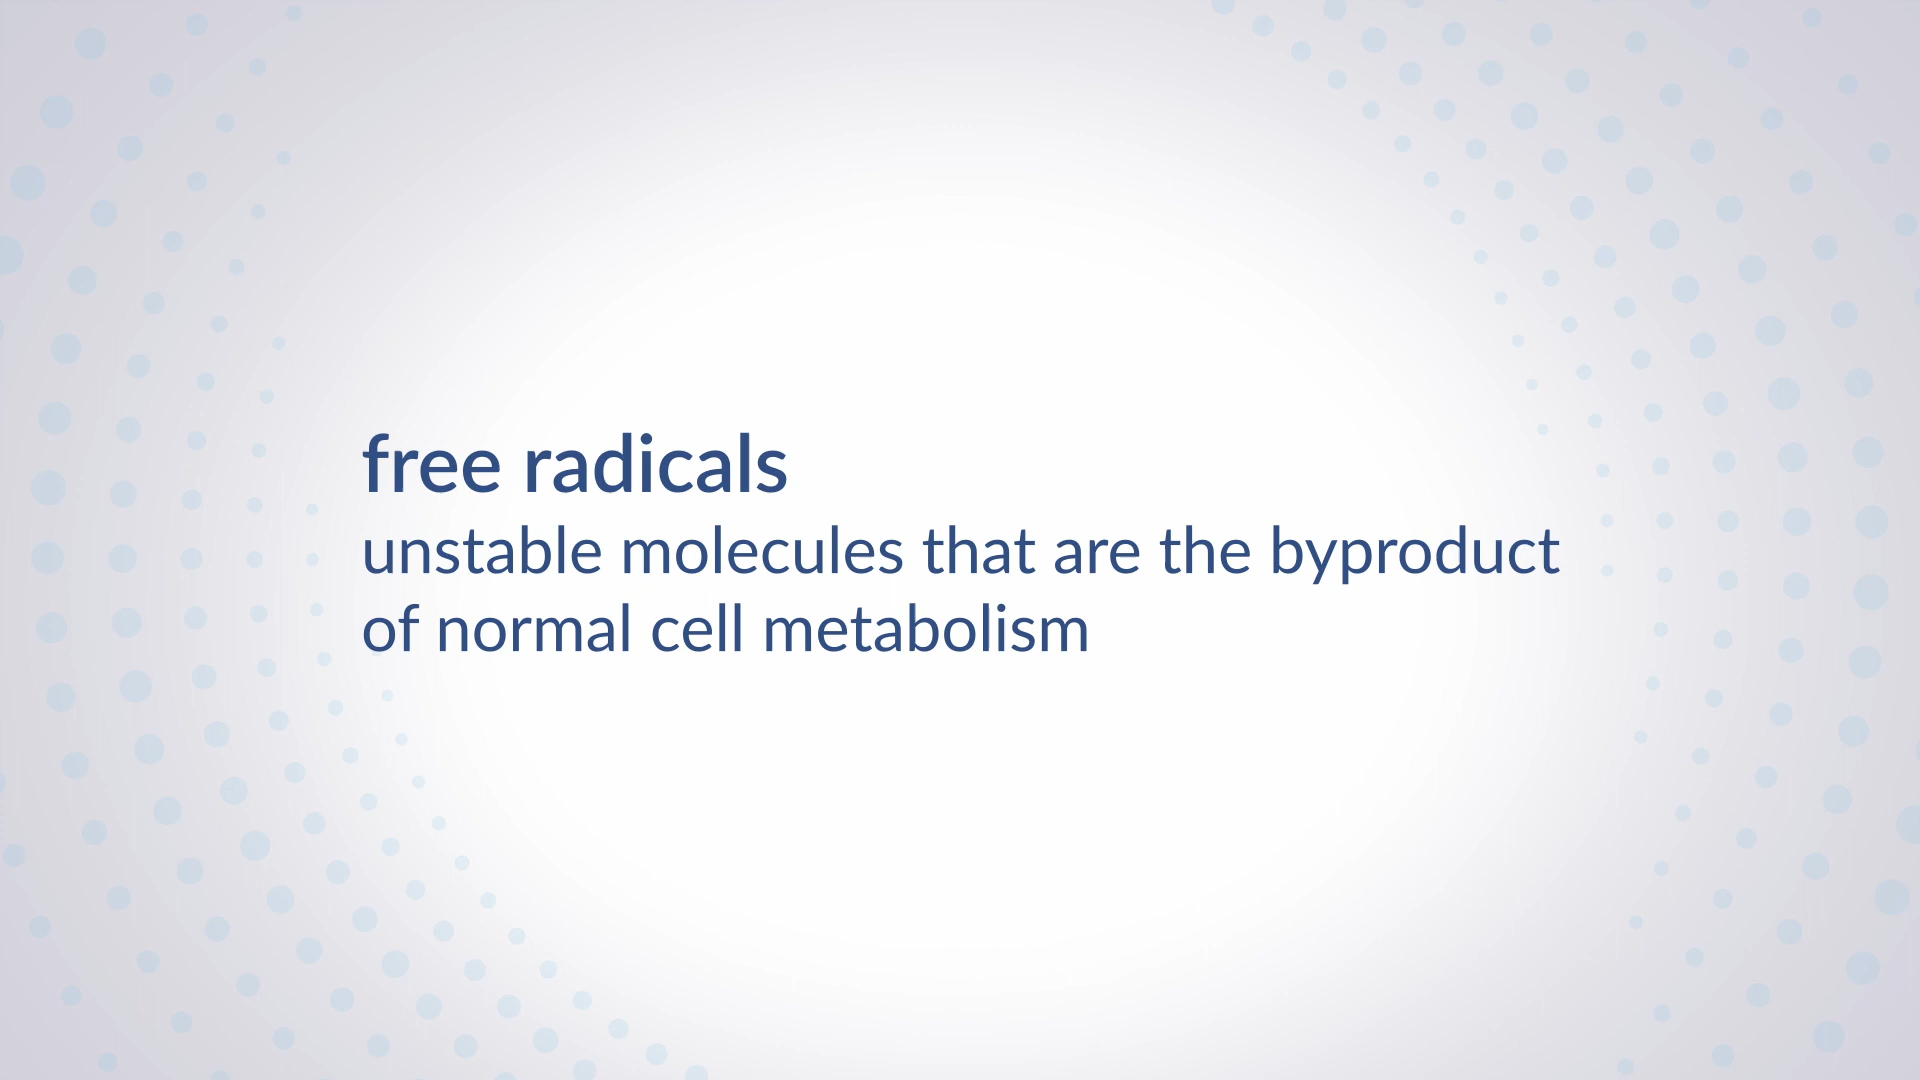 free radicals
unstable molecules that are the byproduct
of normal cell metabolism